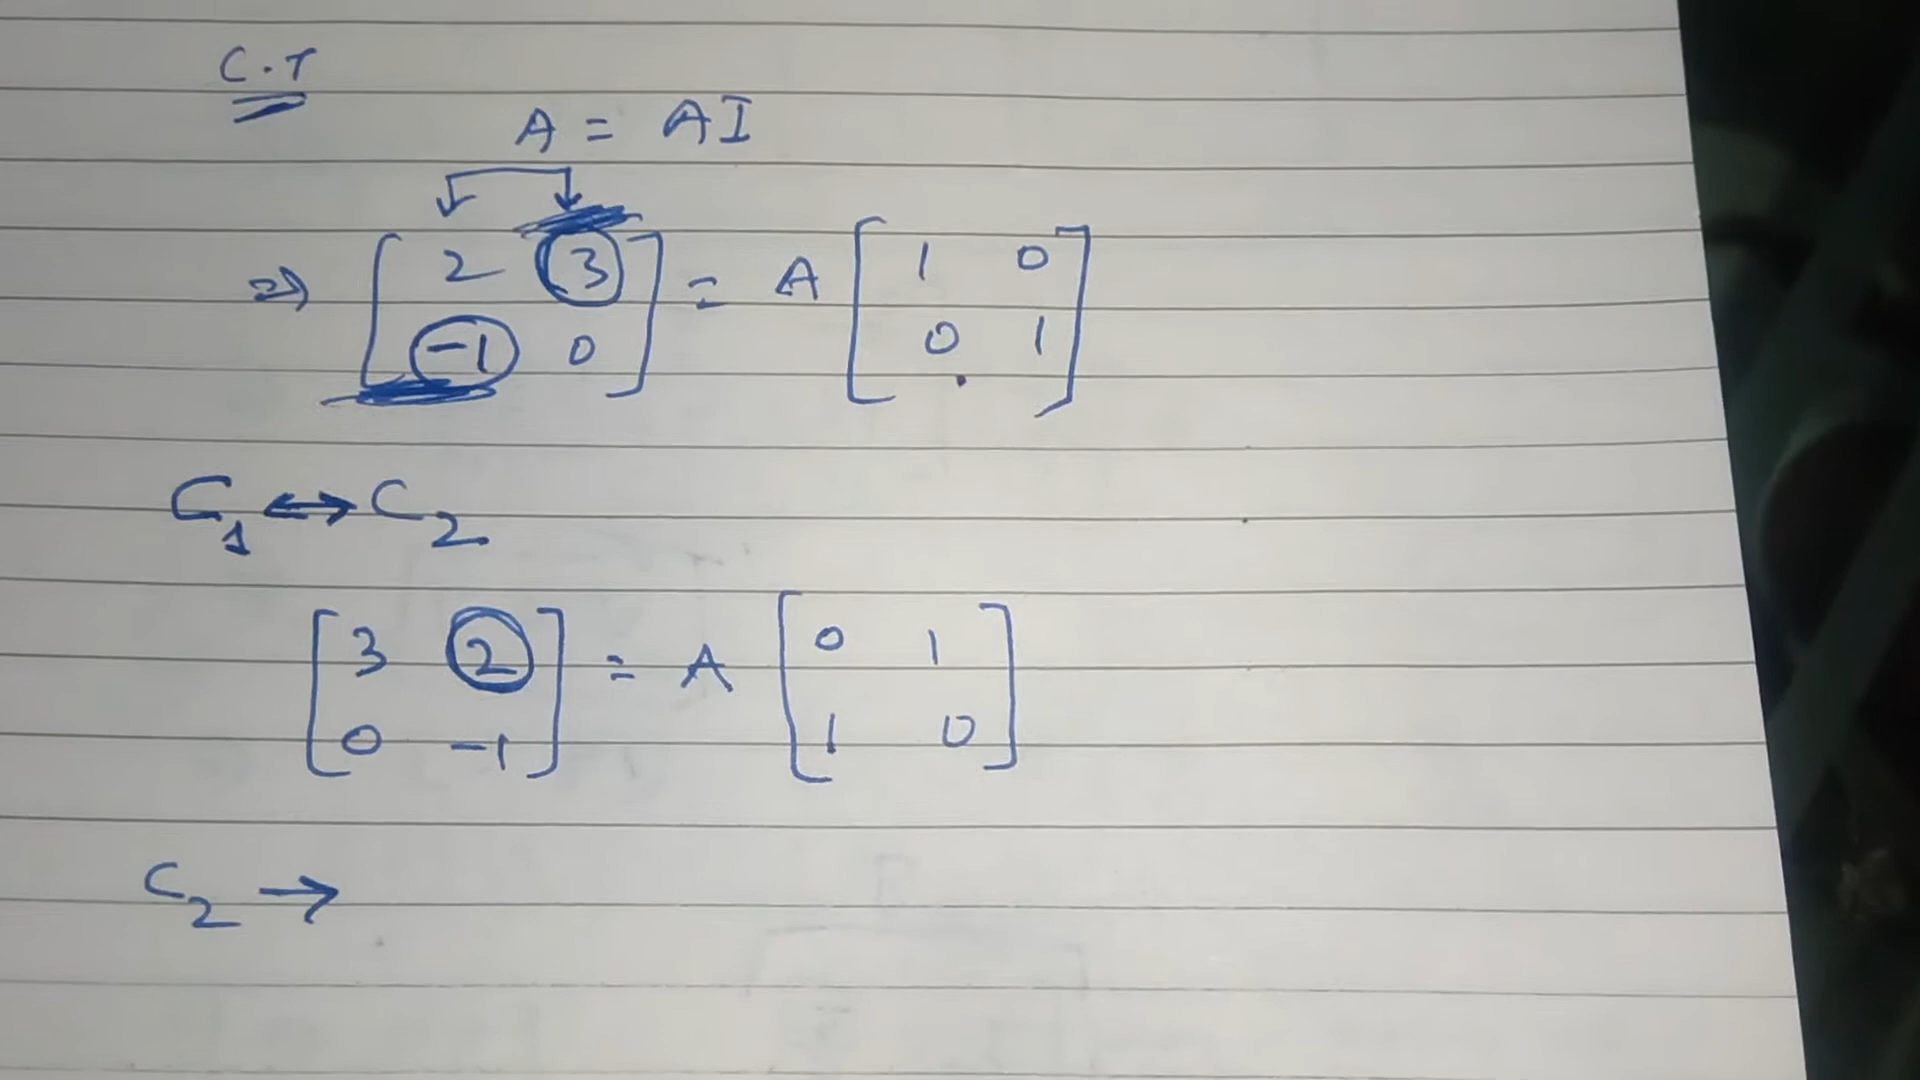 C.T
A = AI
⇒ [ 2 3 ] = A [ 1 0 ]
[ -1 0 ] [ 0 1 ]
C₁ ↔ C₂
[ 3 2 ] = A [ 0 1 ]
[ 0 -1 ] [ 1 0 ]
C₂ →